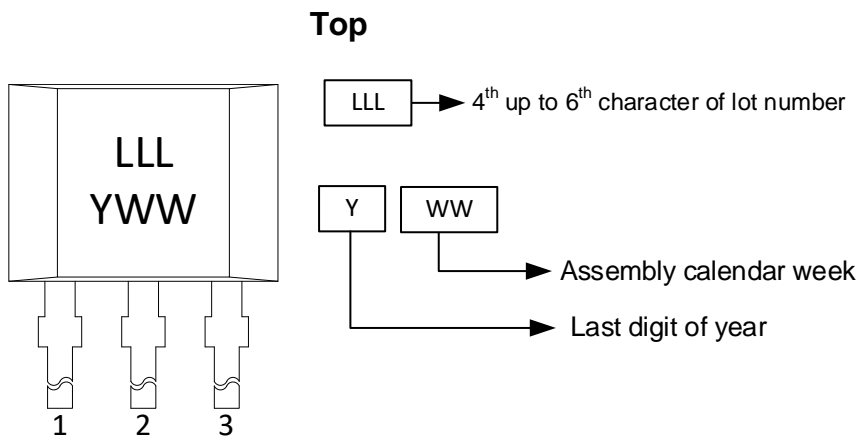 Top
LLL
YWW
1 2 3
LLL
4th up to 6th character of lot number
Y WW
Assembly calendar week
Last digit of year